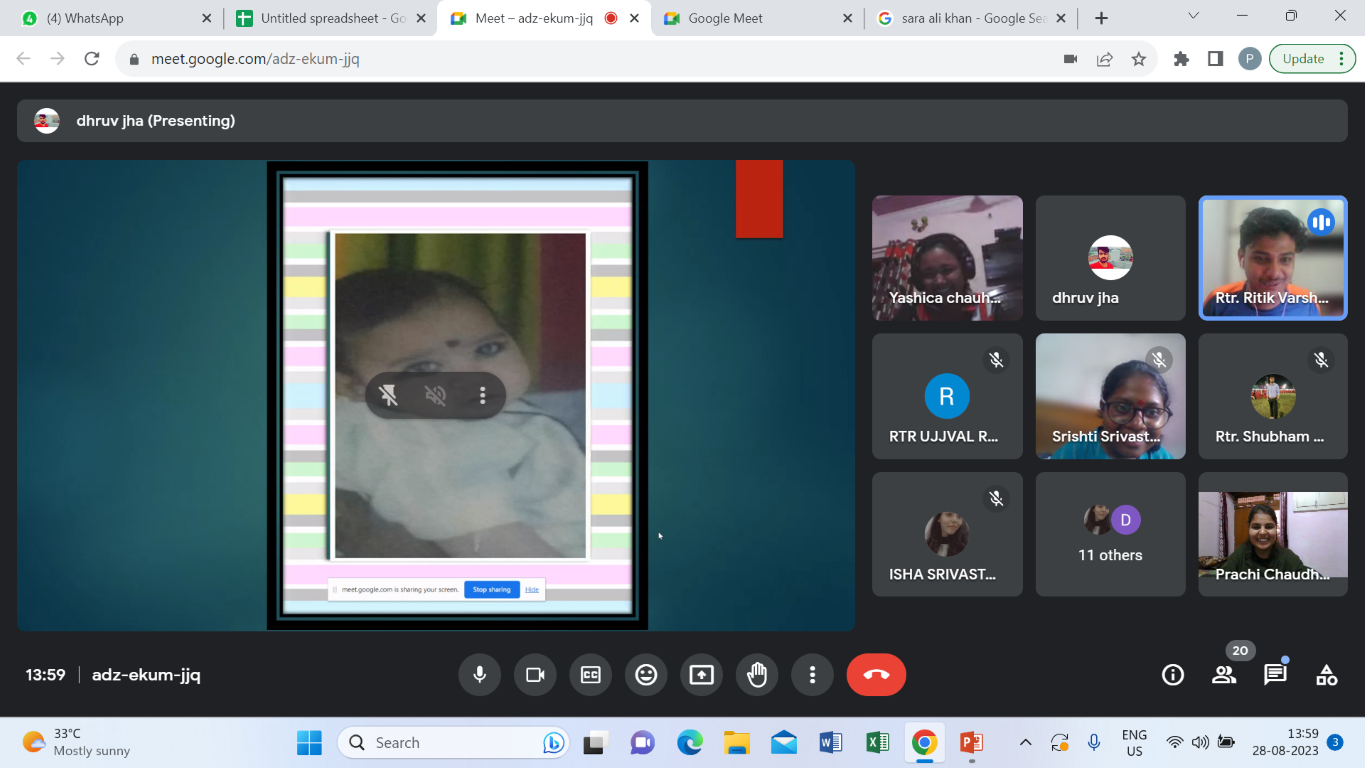 (4) WhatsApp
Untitled spreadsheet - Go
Meet – adz-ekum-jjq
Google Meet
sara ali khan - Google Sea
meet.google.com/adz-ekum-jjq
P
Update
dhruv jha (Presenting)
Yashica chauh...
dhruv jha
Rtr. Ritik Varsh...
R
RTR UJJVAL R...
Srishti Srivast...
Rtr. Shubham ...
ISHA SRIVAST...
D
11 others
Prachi Chaudh...
meet.google.com is sharing your screen.
Stop sharing
Hide
13:59
adz-ekum-jjq
CC
20
33°C
Mostly sunny
Search
ENG
US
13:59
28-08-2023
3